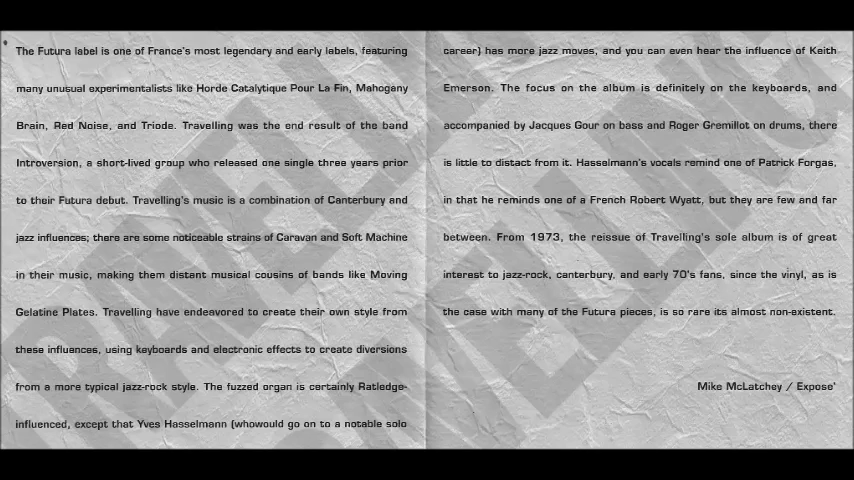 The Futura label is one of France's most legendary and early labels, featuring
many unusual experimentalists like Horde Catalytique Pour La Fin, Mahogany
Brain, Red Noise, and Triode. Travelling was the end result of the band
Introversion, a short-lived group who released one single three years prior
to their Futura debut. Travelling's music is a combination of Canterbury and
jazz influences; there are some noticeable strains of Caravan and Soft Machine
in their music, making them distant musical cousins of bands like Moving
Gelatine Plates. Travelling have endeavored to create their own style from
these influences, using keyboards and electronic effects to create diversions
from a more typical jazz-rock style. The fuzzed organ is certainly Ratledge-
influenced, except that Yves Hasselmann (whowould go on to a notable solo
career) has more jazz moves, and you can even hear the influence of Keith
Emerson. The focus on the album is definitely on the keyboards, and
accompanied by Jacques Gour on bass and Roger Gremillot on drums, there
is little to distact from it. Hasselmann's vocals remind one of Patrick Forgas,
in that he reminds one of a French Robert Wyatt, but they are few and far
between. From 1973, the reissue of Travelling's sole album is of great
interest to jazz-rock, canterbury, and early 70's fans, since the vinyl, as is
the case with many of the Futura pieces, is so rare its almost non-existent.
Mike McLatchey / Expose'
TRAVELLING